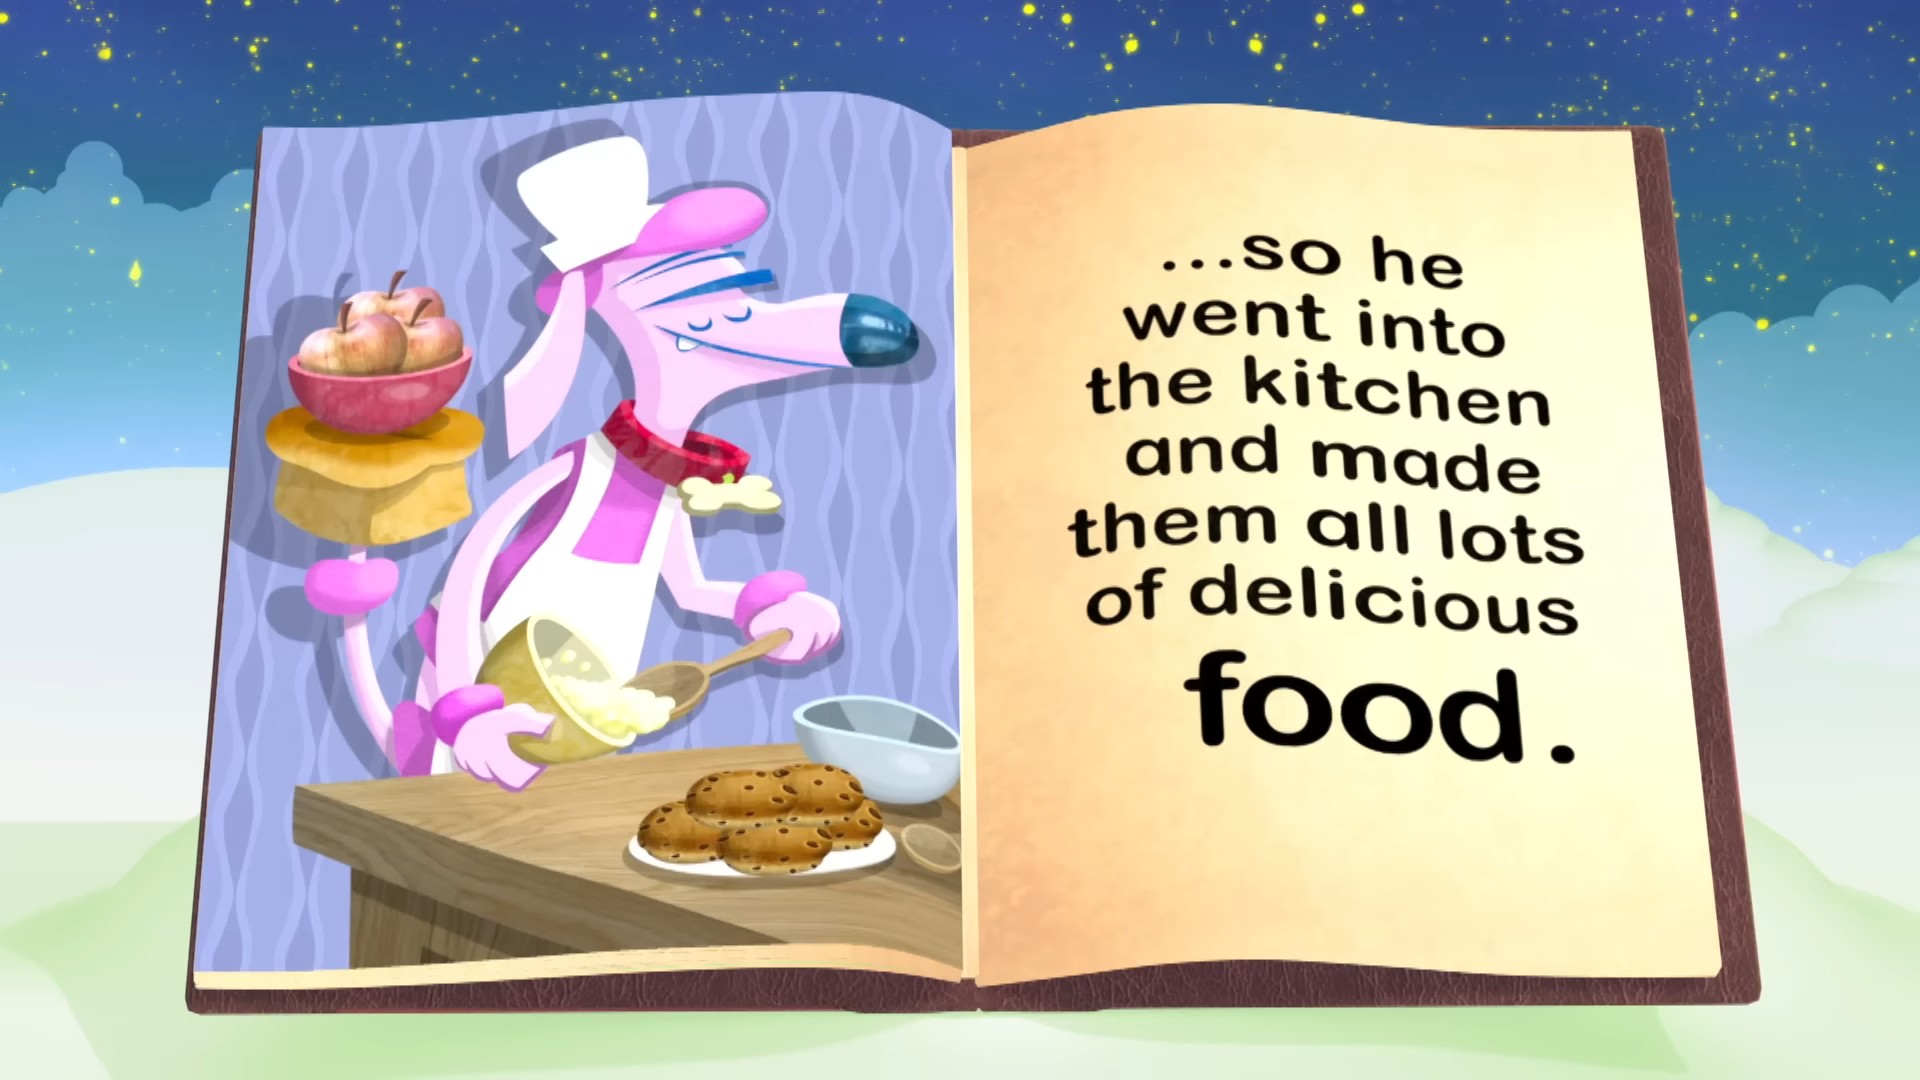 ...so he
went into
the kitchen
and made
them all lots
of delicious
food.